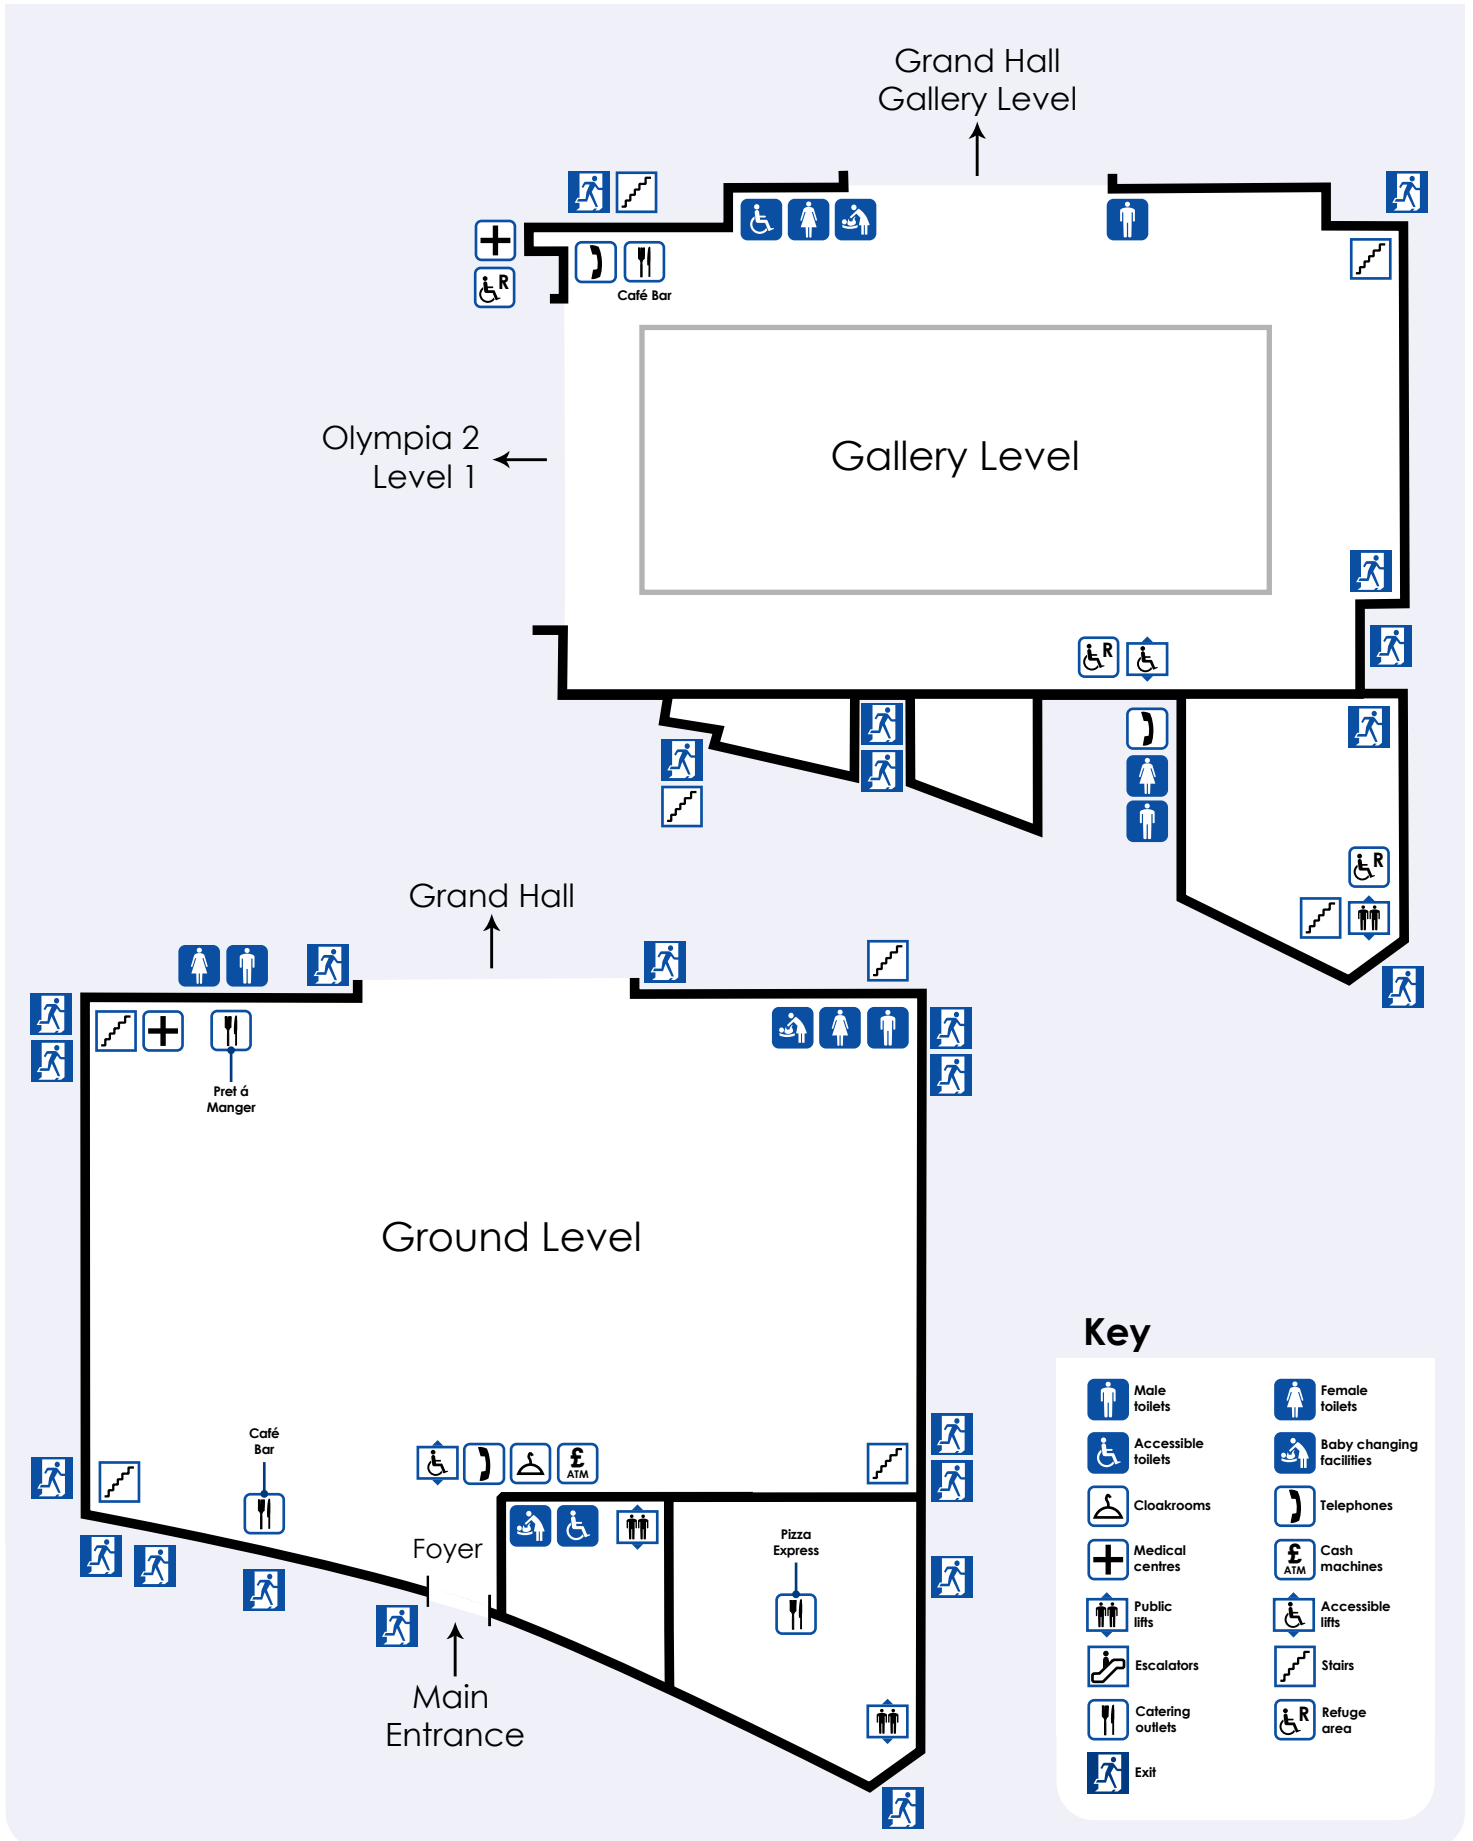 Grand Hall
Gallery Level
R
Café Bar
Olympia 2
Level 1
Gallery Level
R
R
Grand Hall
Pret á
Manger
Ground Level
Café
Bar
£
ATM
Foyer
Pizza
Express
Main
Entrance
Key
Male
toilets
Female
toilets
Accessible
toilets
Baby changing
facilities
Cloakrooms
Telephones
Medical
centres
£
ATM
Cash
machines
Public
lifts
Accessible
lifts
Escalators
Stairs
Catering
outlets
R
Refuge
area
Exit